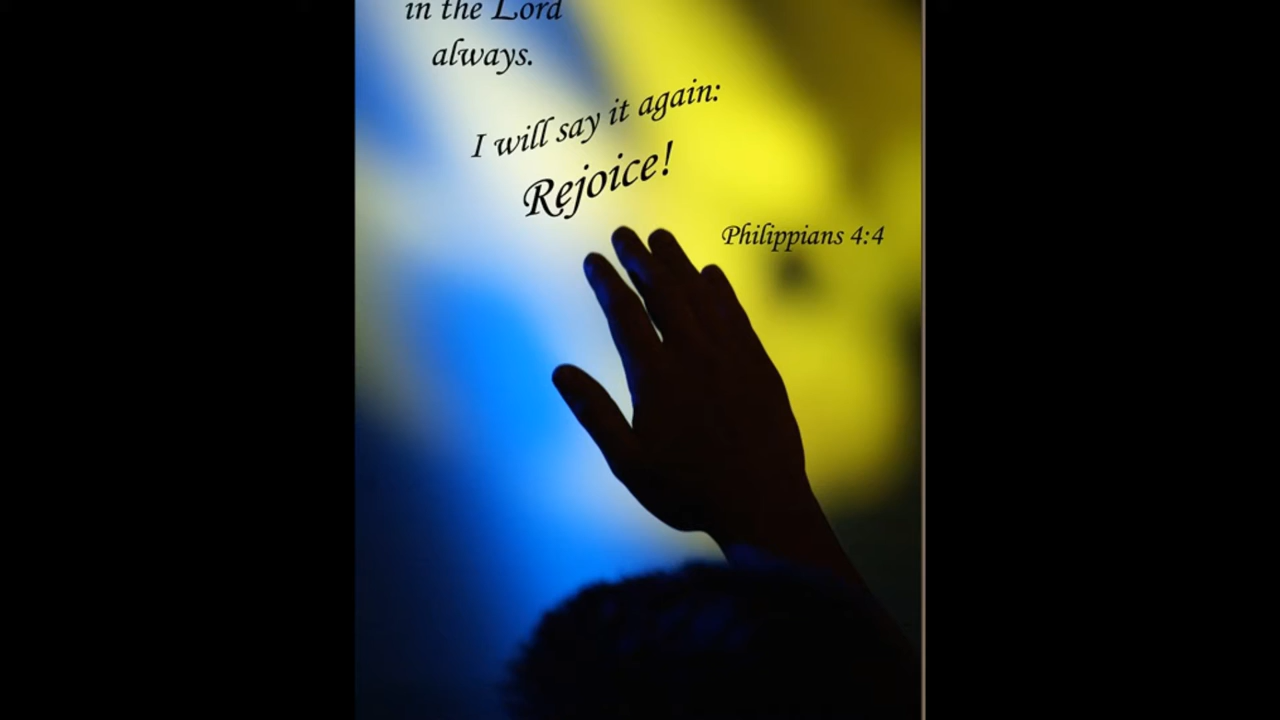 in the Lord
always.
I will say it again:
Rejoice!
Philippians 4:4